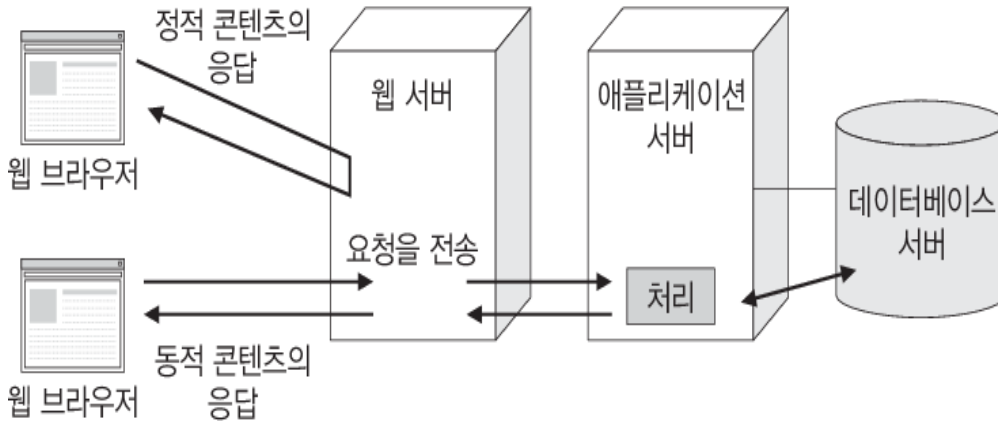 정적 콘텐츠의
응답
웹 브라우저
웹 서버
애플리케이션
서버
데이터베이스
서버
요청을 전송
처리
동적 콘텐츠의
응답
웹 브라우저